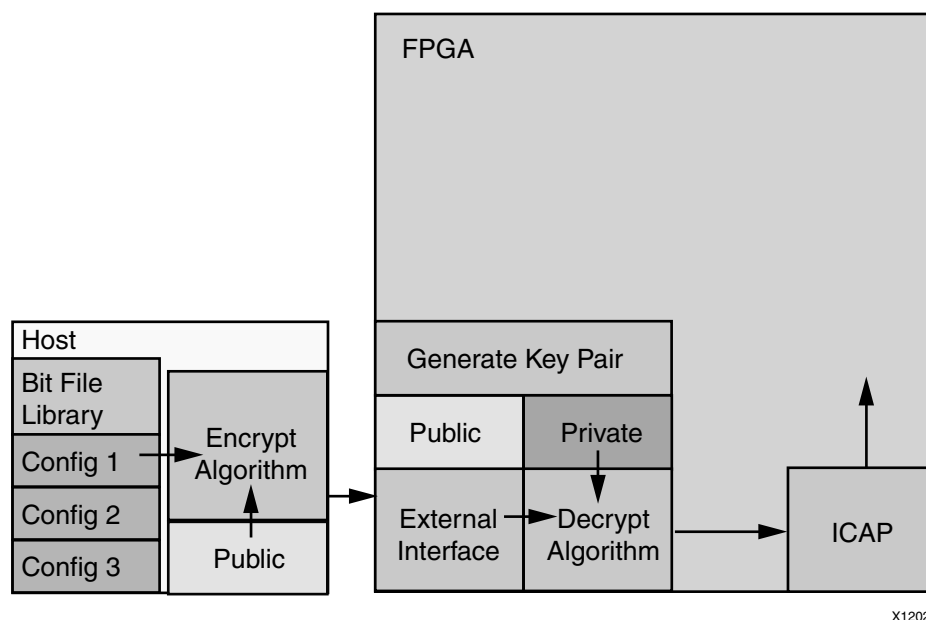 FPGA
Host
Bit File
Library
Config 1
Config 2
Config 3
Encrypt
Algorithm
Public
Generate Key Pair
Public
Private
External
Interface
Decrypt
Algorithm
ICAP
X1202